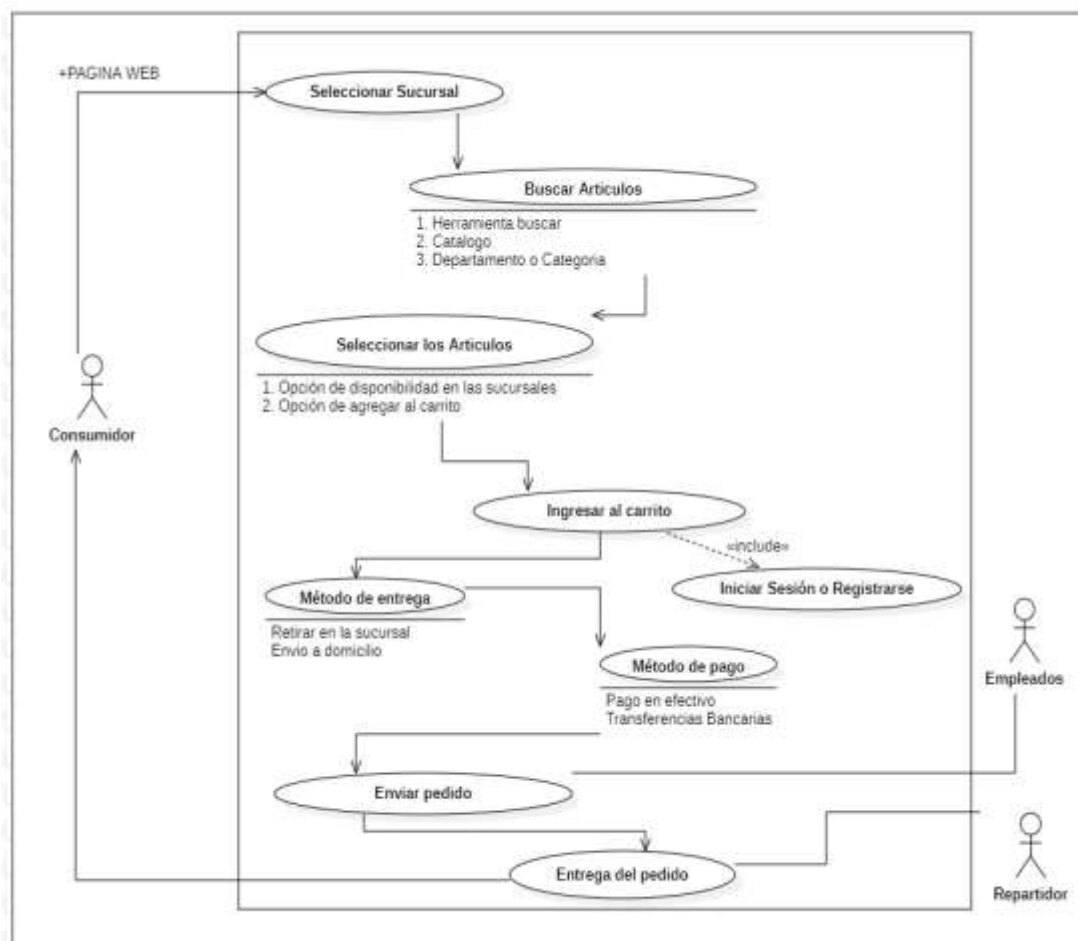 +PAGINA WEB
Seleccionar Sucursal
Buscar Articulos
1. Herramienta buscar
2. Catalogo
3. Departamento o Categoria
Seleccionar los Articulos
1. Opción de disponibilidad en las sucursales
2. Opción de agregar al carrito
Consumidor
Ingresar al carrito
«include»
Iniciar Sesión o Registrarse
Método de entrega
Retirar en la sucursal
Envio a domicilio
Método de pago
Pago en efectivo
Transferencias Bancarias
Empleados
Enviar pedido
Entrega del pedido
Repartidor